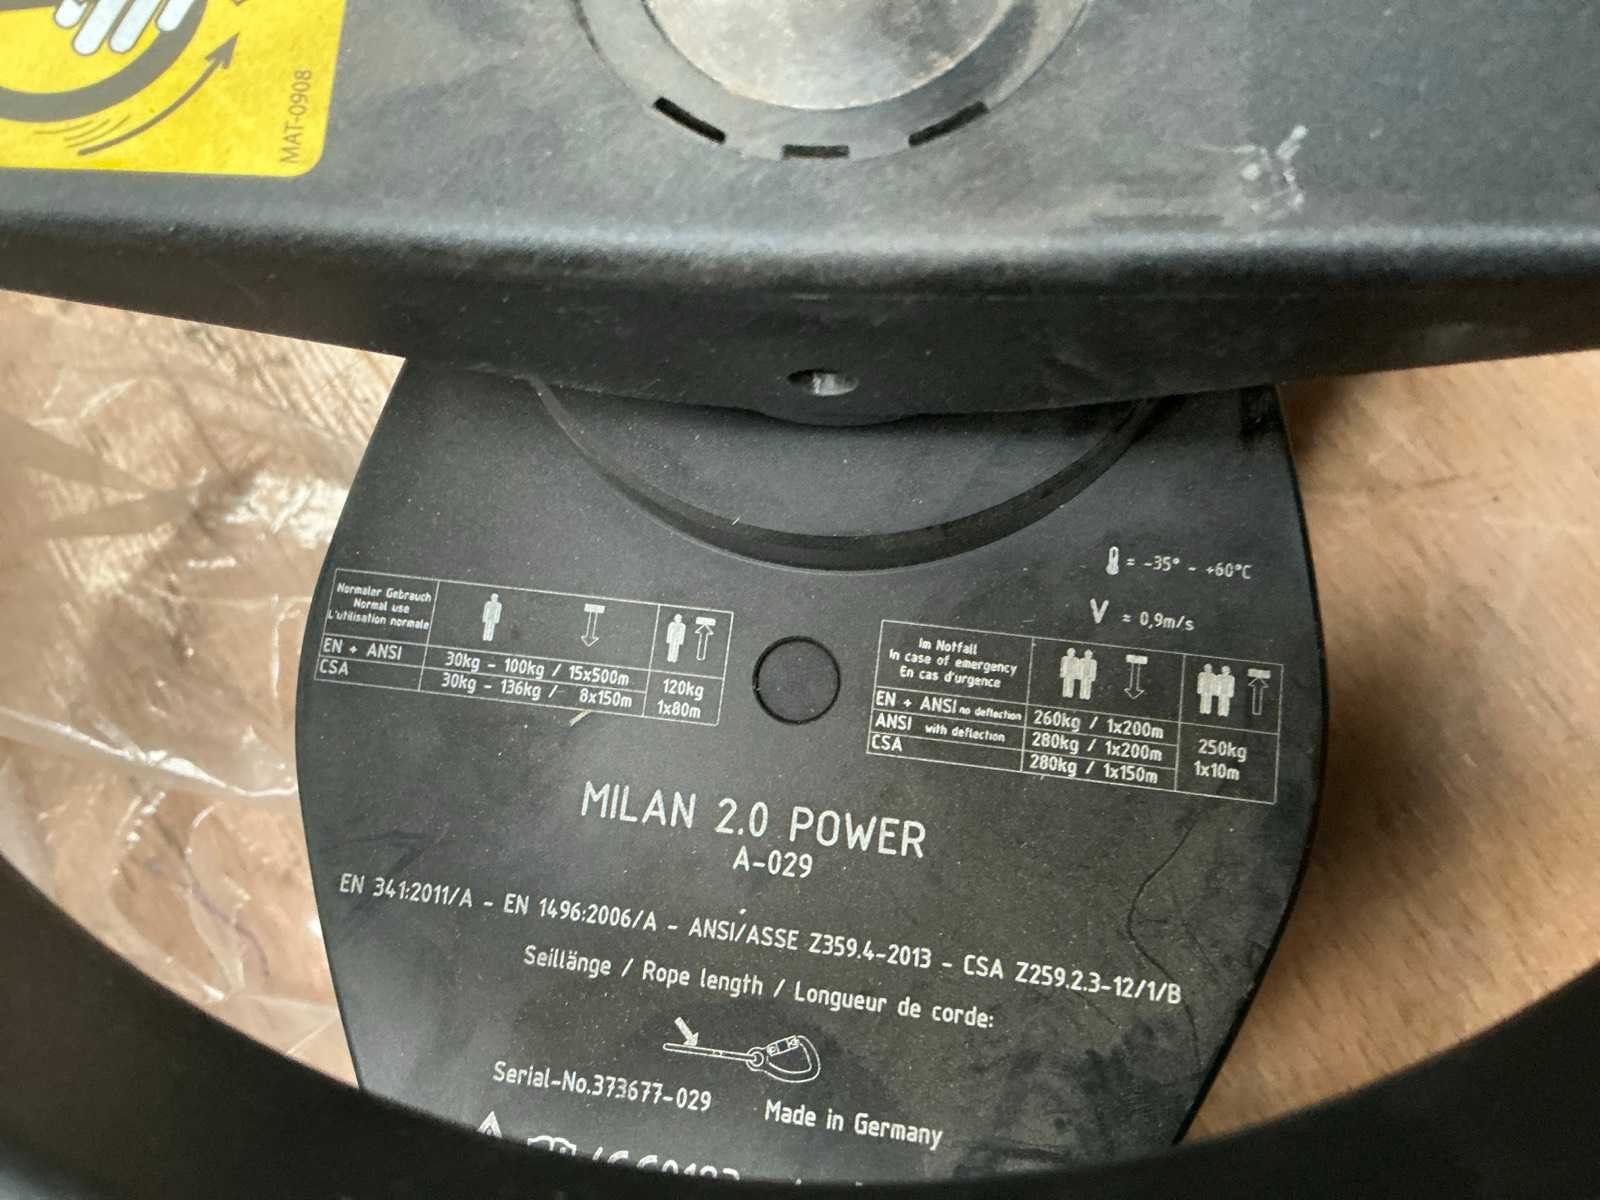 MAT-0908
= -35° - +60°C
V = 0,9m/s
Normaler Gebrauch
Normal use
L'utilisation normale
EN + ANSI 30kg - 100kg / 15x500m
CSA 30kg - 136kg / 8x150m
120kg
1x80m
Im Notfall
In case of emergency
En cas d'urgence
EN + ANSI no deflection 260kg / 1x200m
ANSI with deflection 280kg / 1x200m
CSA 280kg / 1x150m
250kg
1x10m
MILAN 2.0 POWER
A-029
EN 341:2011/A - EN 1496:2006/A - ANSI/ASSE Z359.4-2013 - CSA Z259.2.3-12/1/B
Seillänge / Rope length / Longueur de corde:
Serial-No.373677-029
Made in Germany